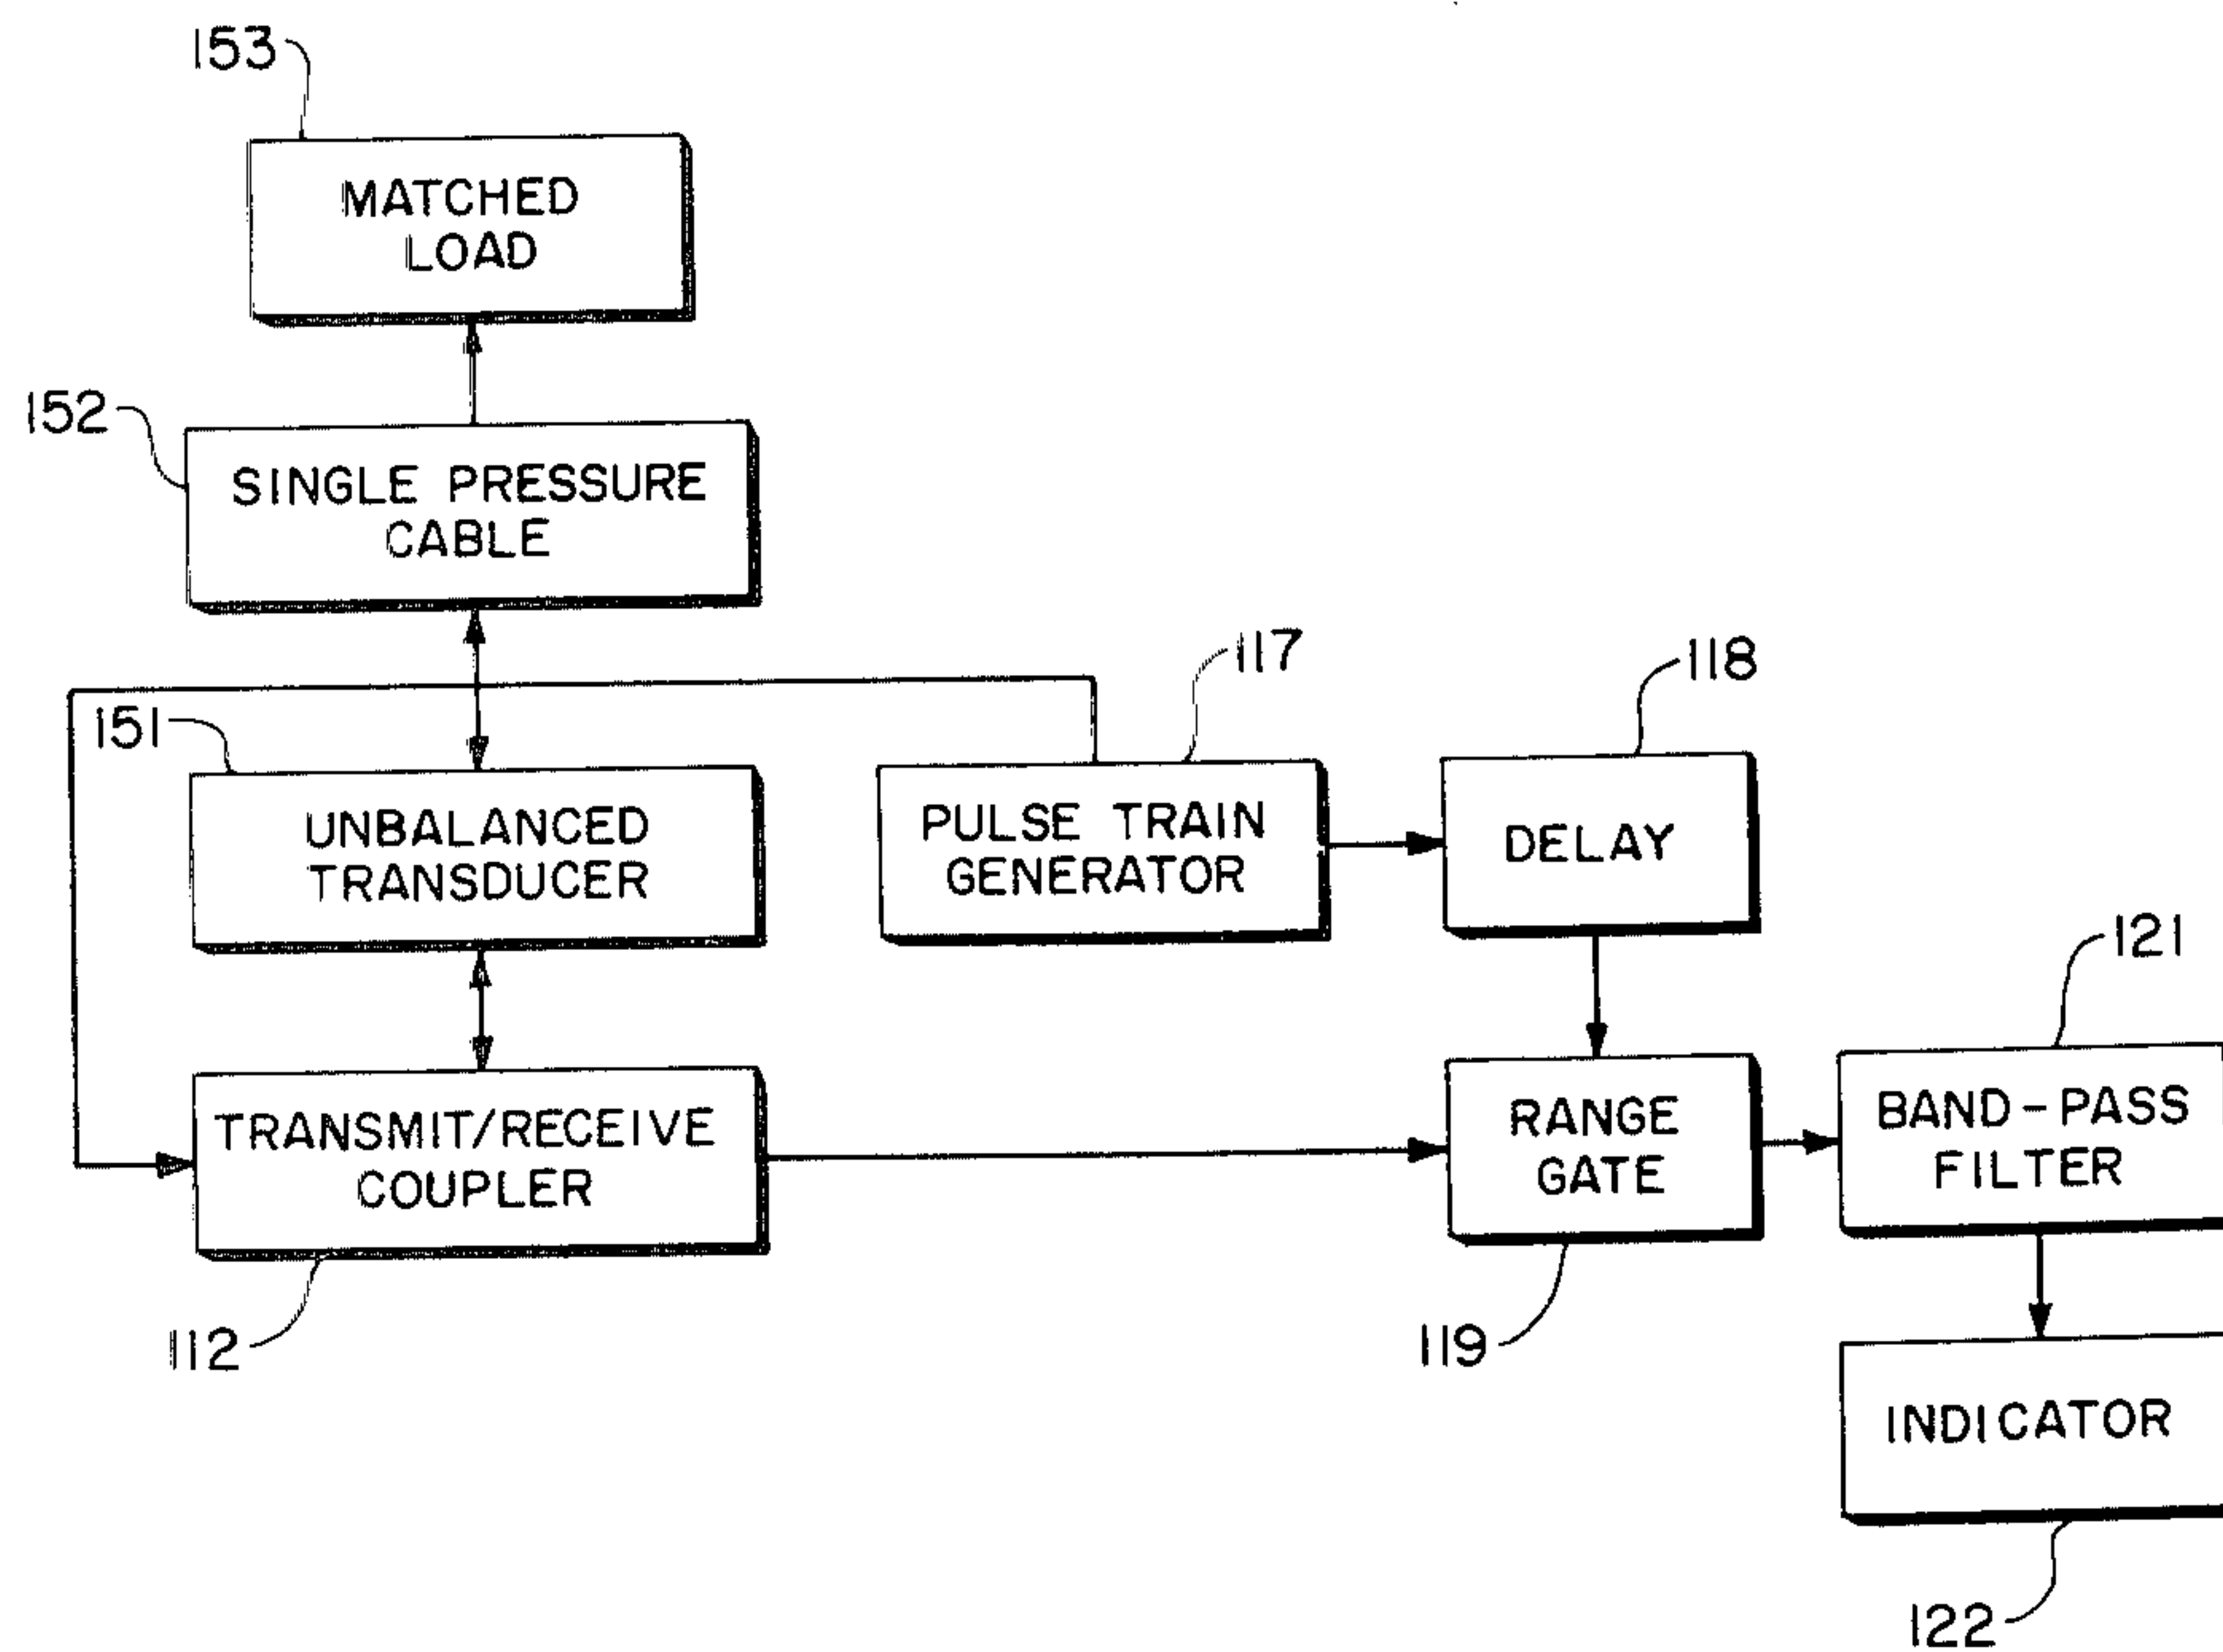 153
MATCHED
LOAD
152
SINGLE PRESSURE
CABLE
117
118
151
UNBALANCED
TRANSDUCER
PULSE TRAIN
GENERATOR
DELAY
121
TRANSMIT/RECEIVE
COUPLER
RANGE
GATE
BAND-PASS
FILTER
112
119
INDICATOR
122